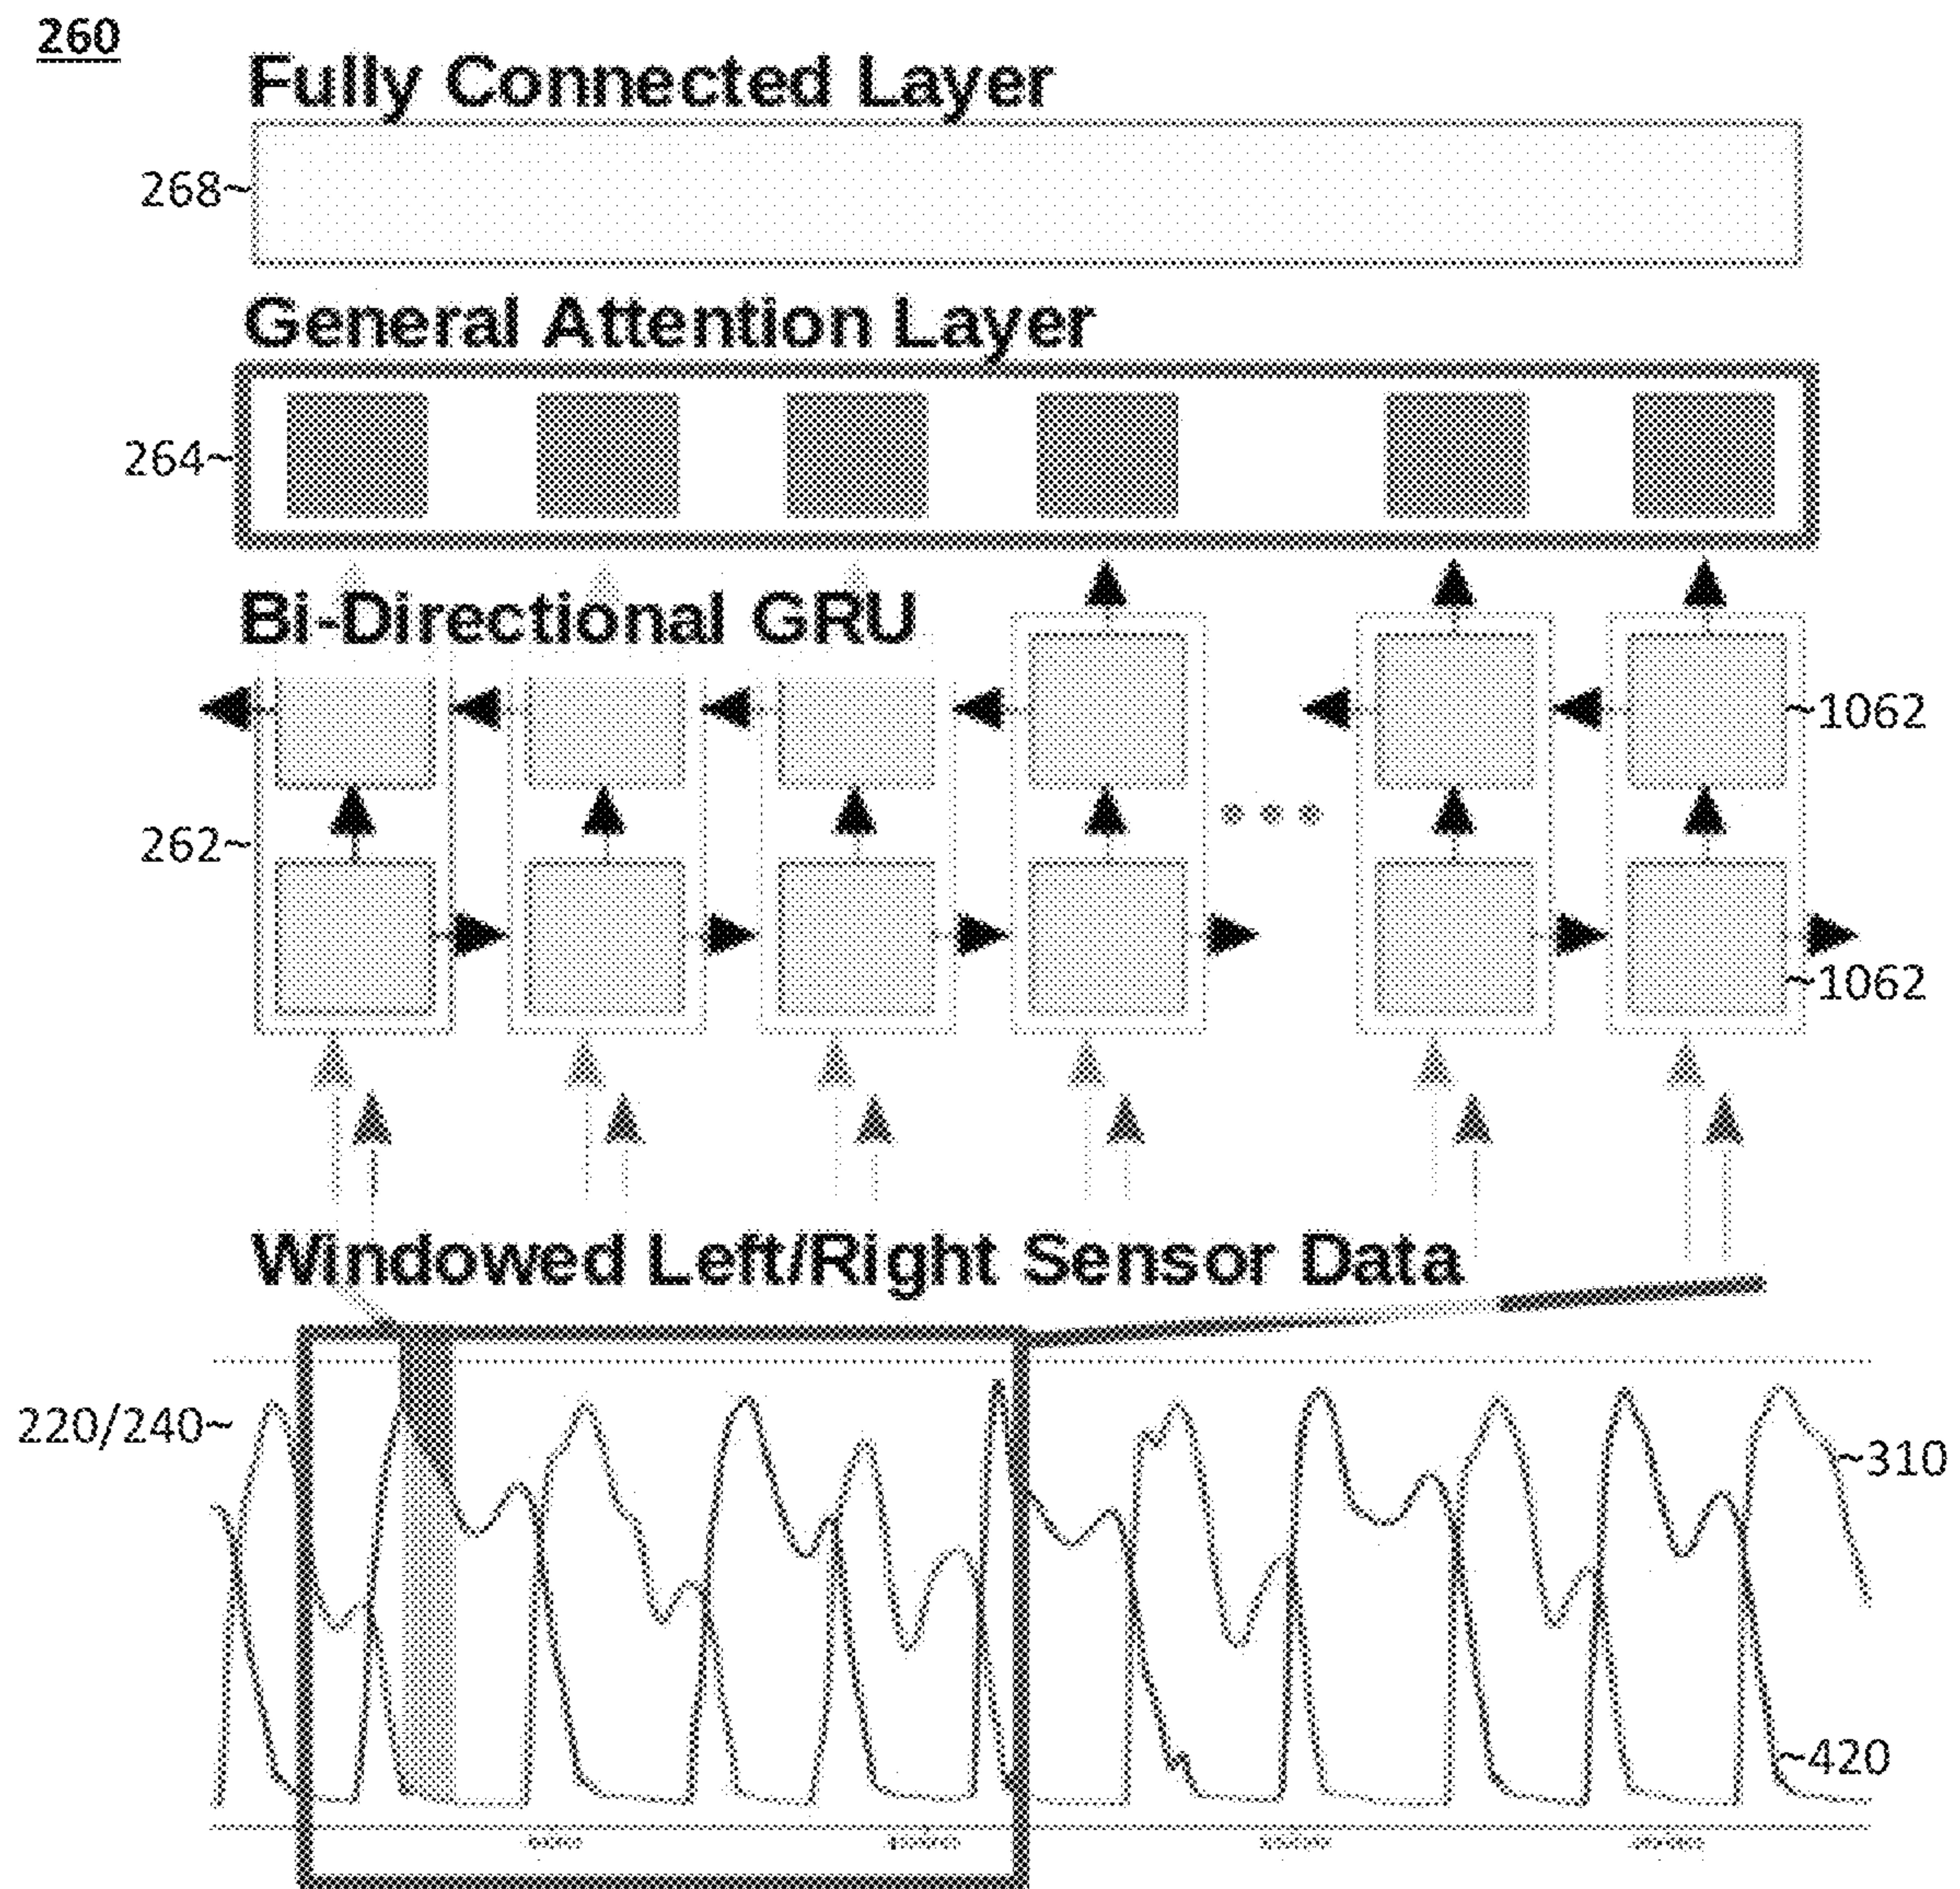 260
Fully Connected Layer
268~
General Attention Layer
264~
Bi-Directional GRU
~1062
262~
~1062
Windowed Left/Right Sensor Data
220/240~
~310
~420